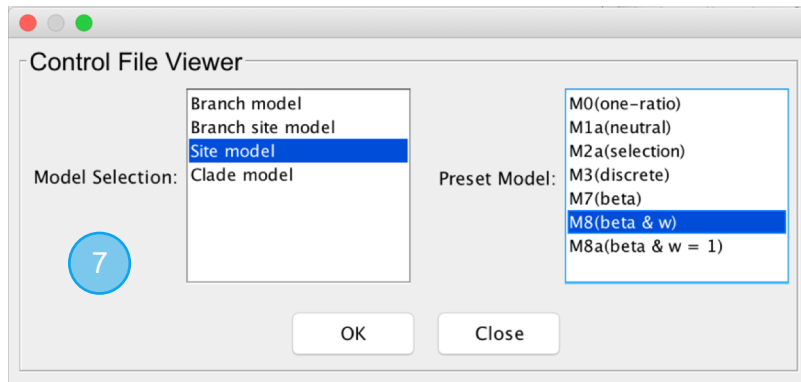 Control File Viewer
Model Selection:
Branch model
Branch site model
Site model
Clade model
Preset Model:
M0(one-ratio)
M1a(neutral)
M2a(selection)
M3(discrete)
M7(beta)
M8(beta & w)
M8a(beta & w = 1)
7
OK
Close